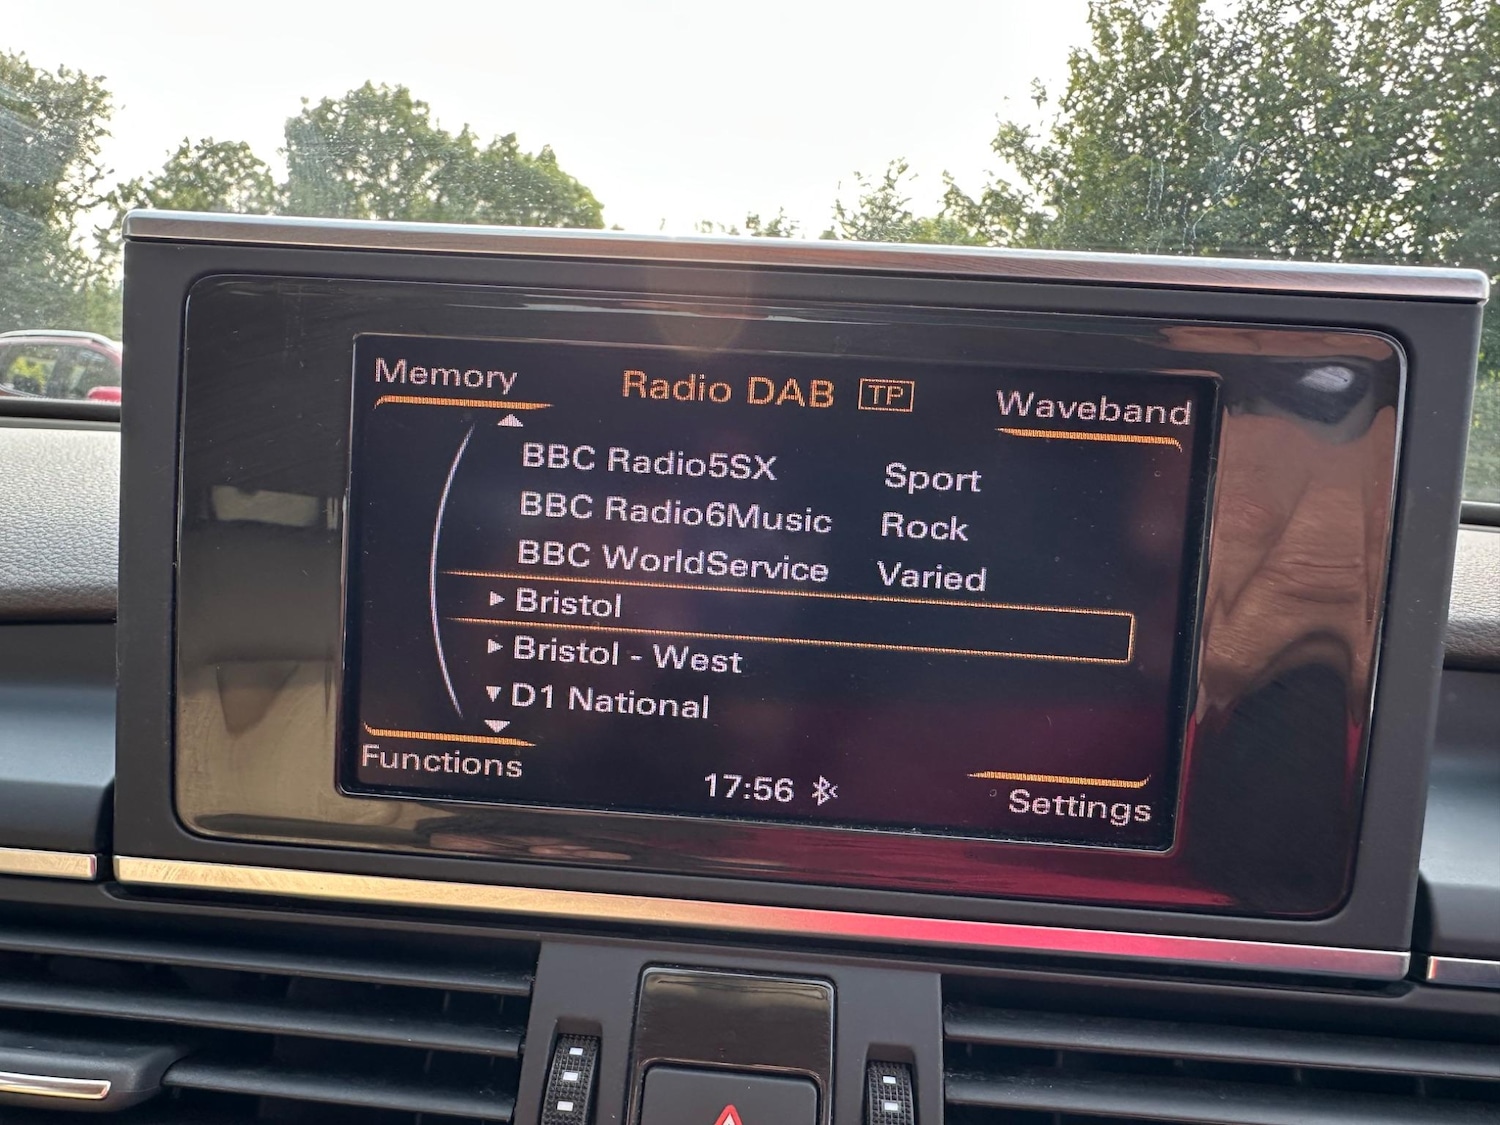 Memory Radio DAB TP Waveband
BBC Radio5SX Sport
BBC Radio6Music Rock
BBC WorldService Varied
Bristol
Bristol - West
D1 National
Functions 17:56 Settings